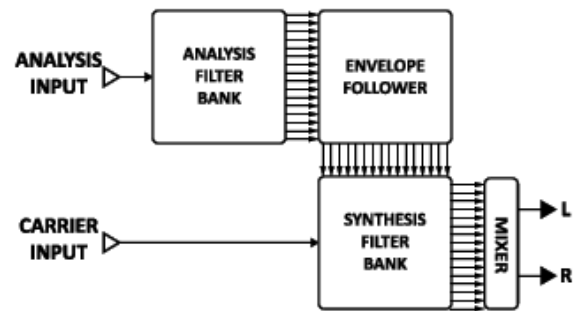 ANALYSIS
INPUT
ANALYSIS
FILTER
BANK
ENVELOPE
FOLLOWER
CARRIER
INPUT
SYNTHESIS
FILTER
BANK
MIXER
L
R